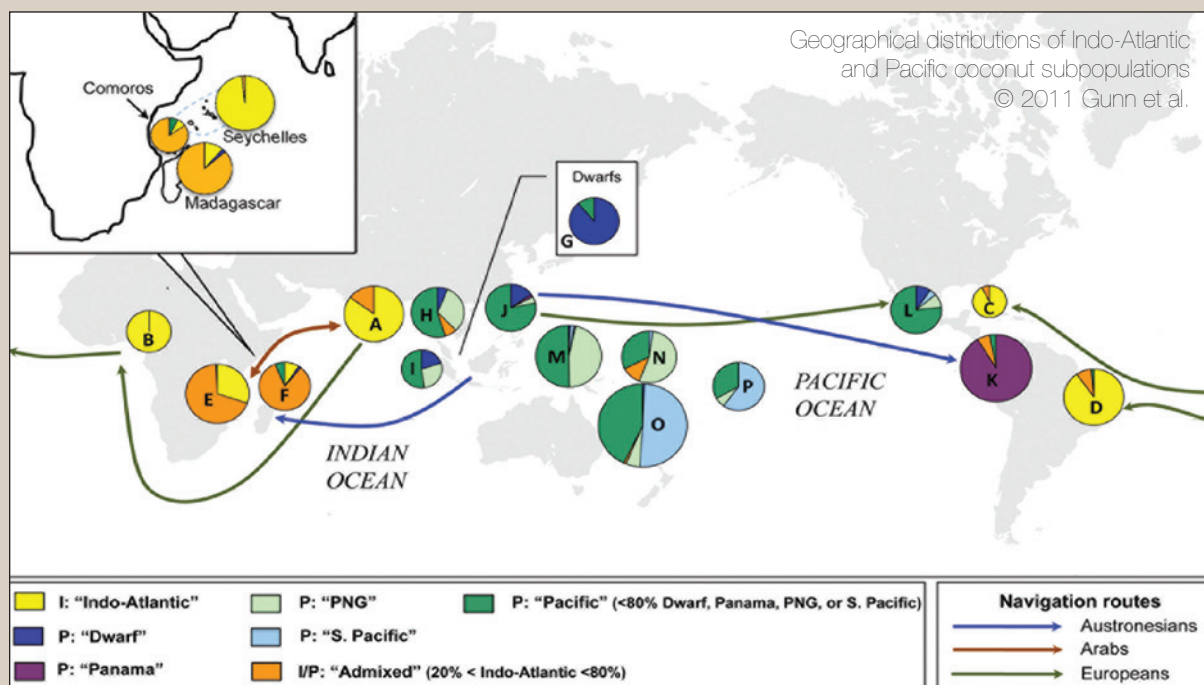 Geographical distributions of Indo-Atlantic
and Pacific coconut subpopulations
© 2011 Gunn et al.
Comoros
Seychelles
Madagascar
Dwarfs
G
A
H
J
L
C
B
I
M
N
K
E
F
P
D
O
PACIFIC
OCEAN
INDIAN
OCEAN
I: “Indo-Atlantic”
P: “PNG”
P: “Pacific” (<80% Dwarf, Panama, PNG, or S. Pacific)
P: “Dwarf”
P: “S. Pacific”
P: “Panama”
I/P: “Admixed” (20% < Indo-Atlantic <80%)
Navigation routes
Austronesians
Arabs
Europeans